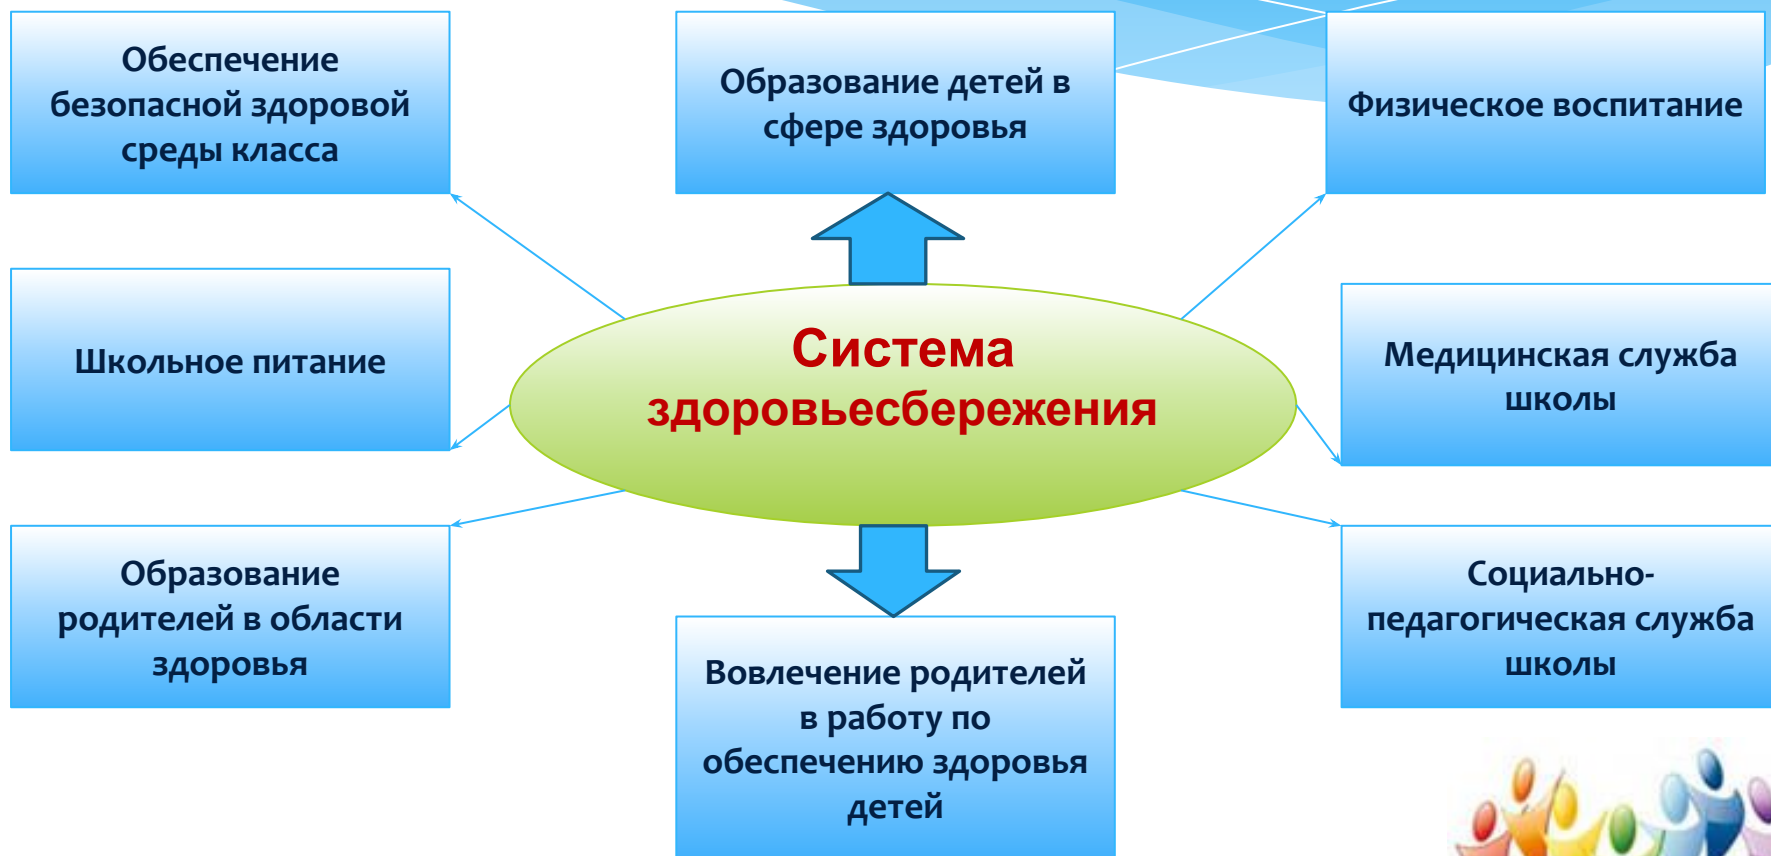 Обеспечение
безопасной здоровой
среды класса
Образование детей в
сфере здоровья
Физическое воспитание
Школьное питание
Система
здоровьесбережения
Медицинская служба
школы
Образование
родителей в области
здоровья
Вовлечение родителей
в работу по
обеспечению здоровья
детей
Социально-
педагогическая служба
школы